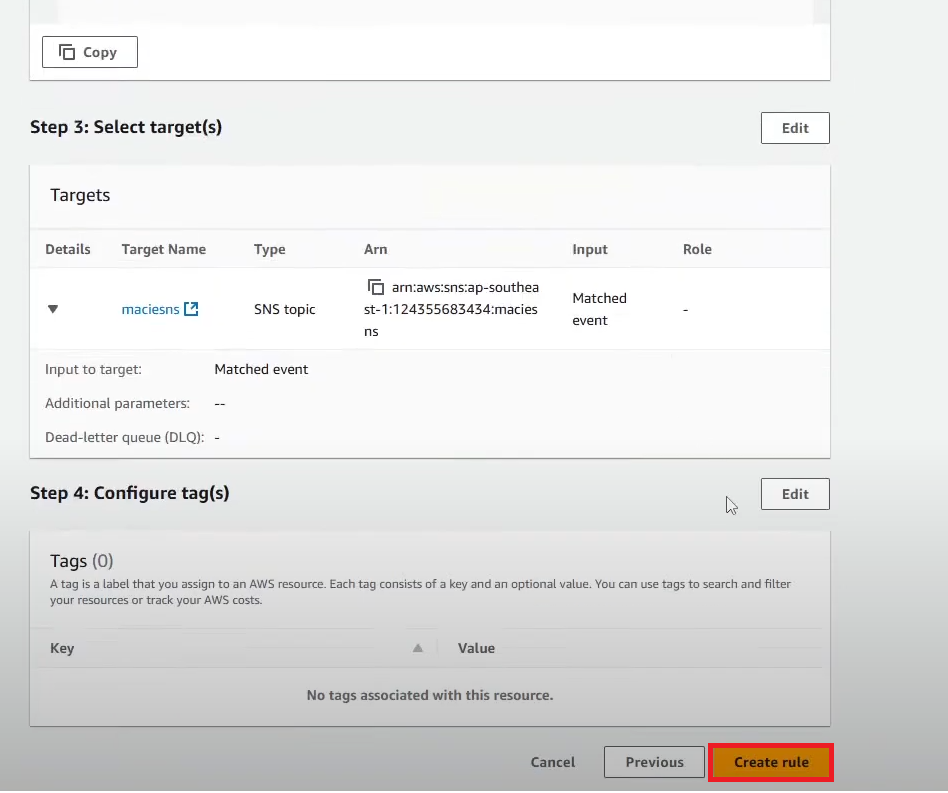 Copy
Step 3: Select target(s)
Edit
Targets
Details Target Name Type Arn Input Role
maciesns SNS topic arn:aws:sns:ap-southe
ast-1:124355683434:macies
ns
Matched
event
-
Input to target: Matched event
Additional parameters: --
Dead-letter queue (DLQ): -
Step 4: Configure tag(s)
Edit
Tags (0)
A tag is a label that you assign to an AWS resource. Each tag consists of a key and an optional value. You can use tags to search and filter
your resources or track your AWS costs.
Key Value
No tags associated with this resource.
Cancel Previous Create rule